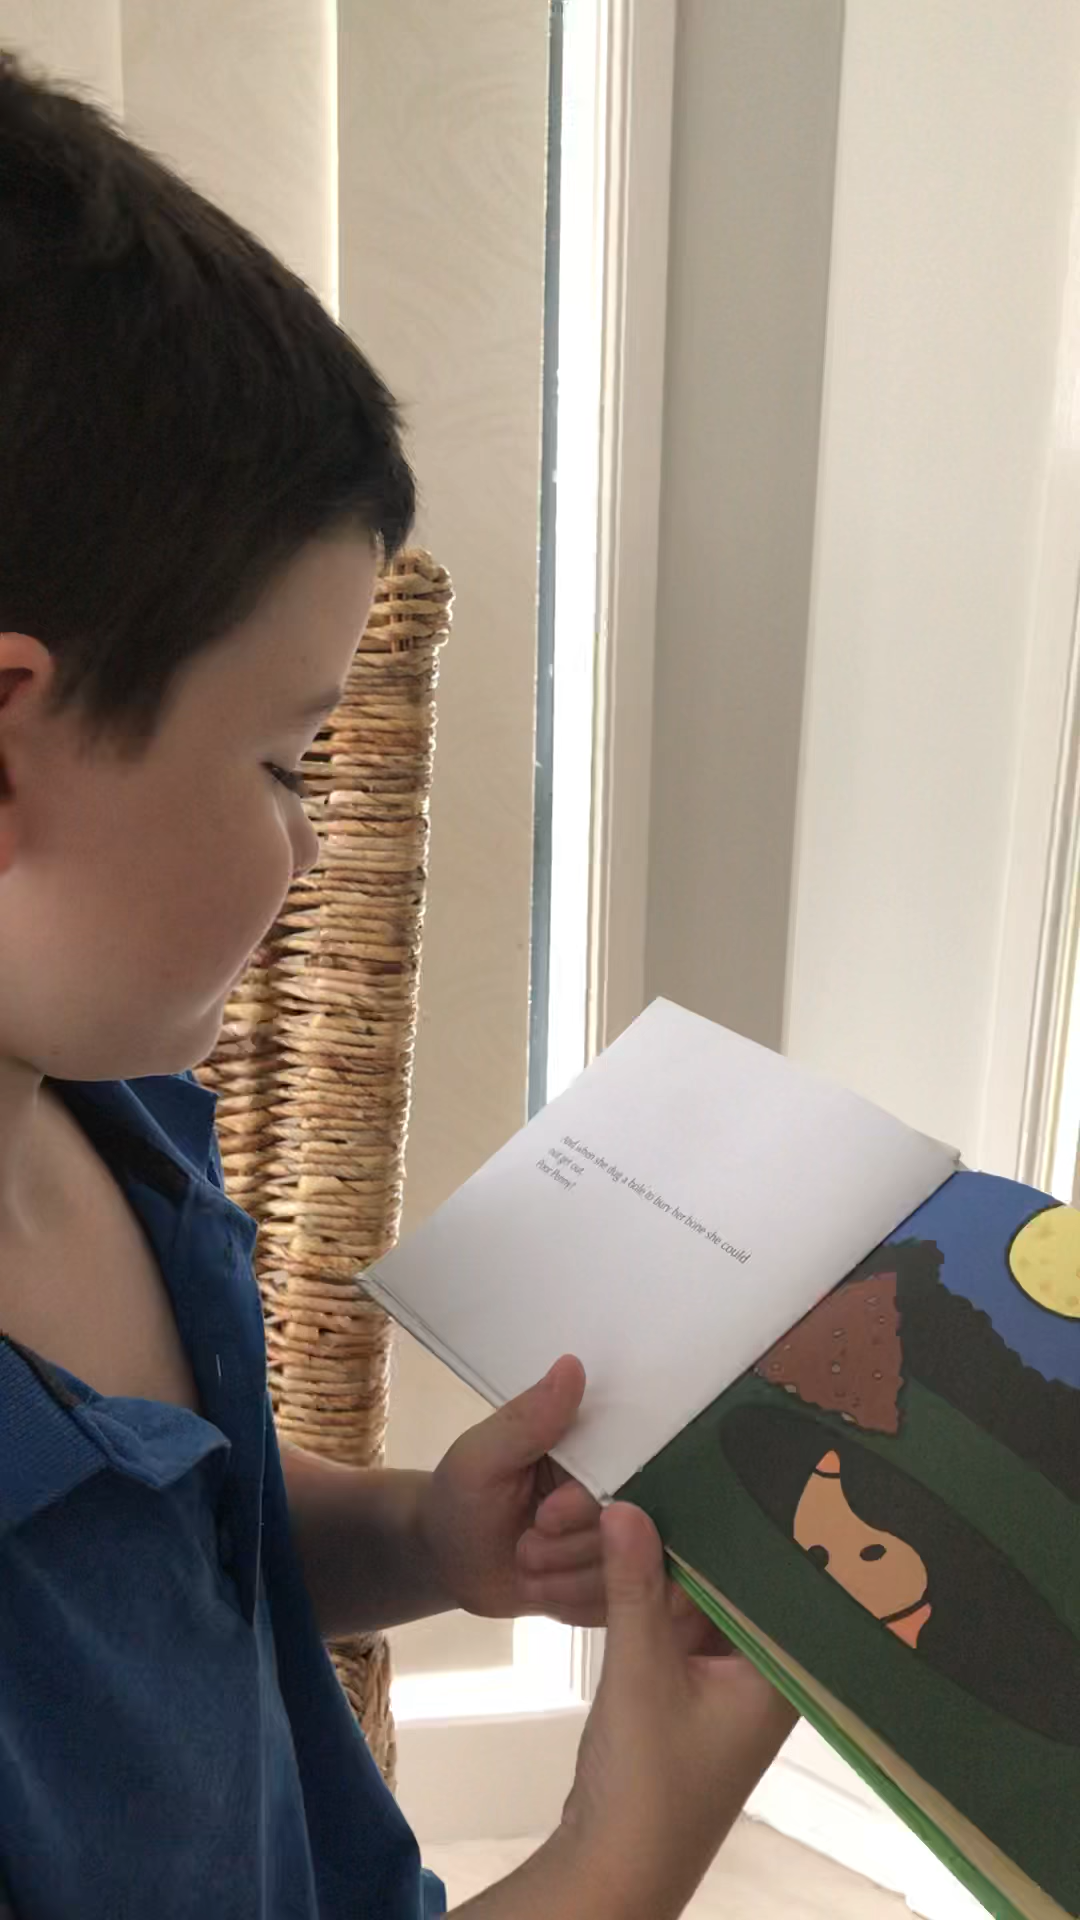 And when she dug a hole to bury her bone she could
not get out.
Poor Penny!